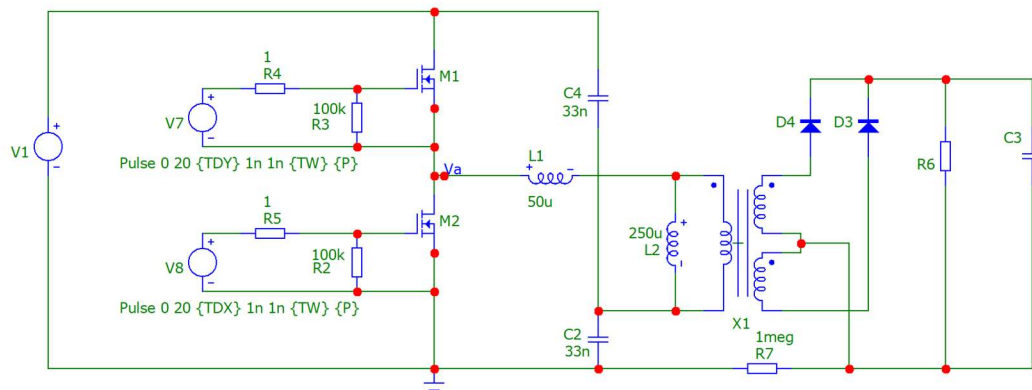 1
R4
M1
C4
33n
100k
R3
V7
D4
D3
C3
V1
R6
Pulse 0 20 {TDY} 1n 1n {TW} {P}
L1
Va
50u
1
R5
M2
250u
L2
100k
R2
V8
Pulse 0 20 {TDX} 1n 1n {TW} {P}
X1
C2
33n
1meg
R7